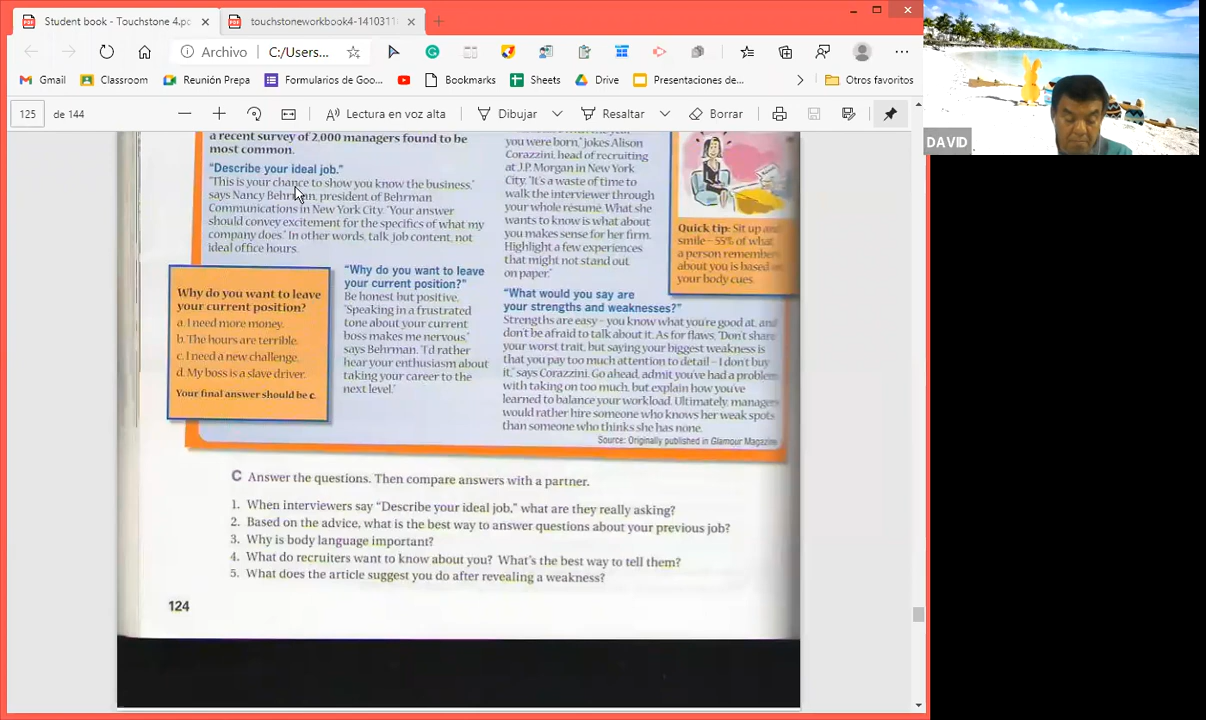 Student book - Touchstone 4.pc
touchstoneworkbook4-1410311
Archivo
C:/Users...
Gmail
Classroom
Reunión Prepa
Formularios de Goo...
Bookmarks
Sheets
Drive
Presentaciones de...
Otros favoritos
125
de 144
Lectura en voz alta
Dibujar
Resaltar
Borrar
DAVID
a recent survey of 2,000 managers found to be
most common.
"Describe your ideal job."
"This is your chance to show you know the business,"
says Nancy Behrman, president of Behrman
Communications in New York City. "Your answer
should convey excitement for the specifics of what my
company does." In other words, talk job content, not
ideal office hours.
Why do you want to leave
your current position?
a. I need more money.
b. The hours are terrible.
c. I need a new challenge.
d. My boss is a slave driver.
Your final answer should be c.
"Why do you want to leave
your current position?"
Be honest but positive.
"Speaking in a frustrated
tone about your current
boss makes me nervous,"
says Behrman. "I'd rather
hear your enthusiasm about
taking your career to the
next level."
you were born," jokes Alison
Corazzini, head of recruiting
at J.P. Morgan in New York
City. "It's a waste of time to
walk the interviewer through
your whole résumé. What she
wants to know is what about
you makes sense for her firm.
Highlight a few experiences
that might not stand out
on paper."
Quick tip: Sit up and
smile – 55% of what
a person remembers
about you is based
your body cues.
"What would you say are
your strengths and weaknesses?"
Strengths are easy – you know what you're good at, and
don't be afraid to talk about it. As for flaws, "Don't share
your worst trait, but saying your biggest weakness is
that you pay too much attention to detail – I don't buy
it," says Corazzini. Go ahead, admit you've had a problem
with taking on too much, but explain how you've
learned to balance your workload. Ultimately, managers
would rather hire someone who knows her weak spots
than someone who thinks she has none.
Source: Originally published in Glamour Magazine
C Answer the questions. Then compare answers with a partner.
1. When interviewers say "Describe your ideal job," what are they really asking?
2. Based on the advice, what is the best way to answer questions about your previous job?
3. Why is body language important?
4. What do recruiters want to know about you? What's the best way to tell them?
5. What does the article suggest you do after revealing a weakness?
124